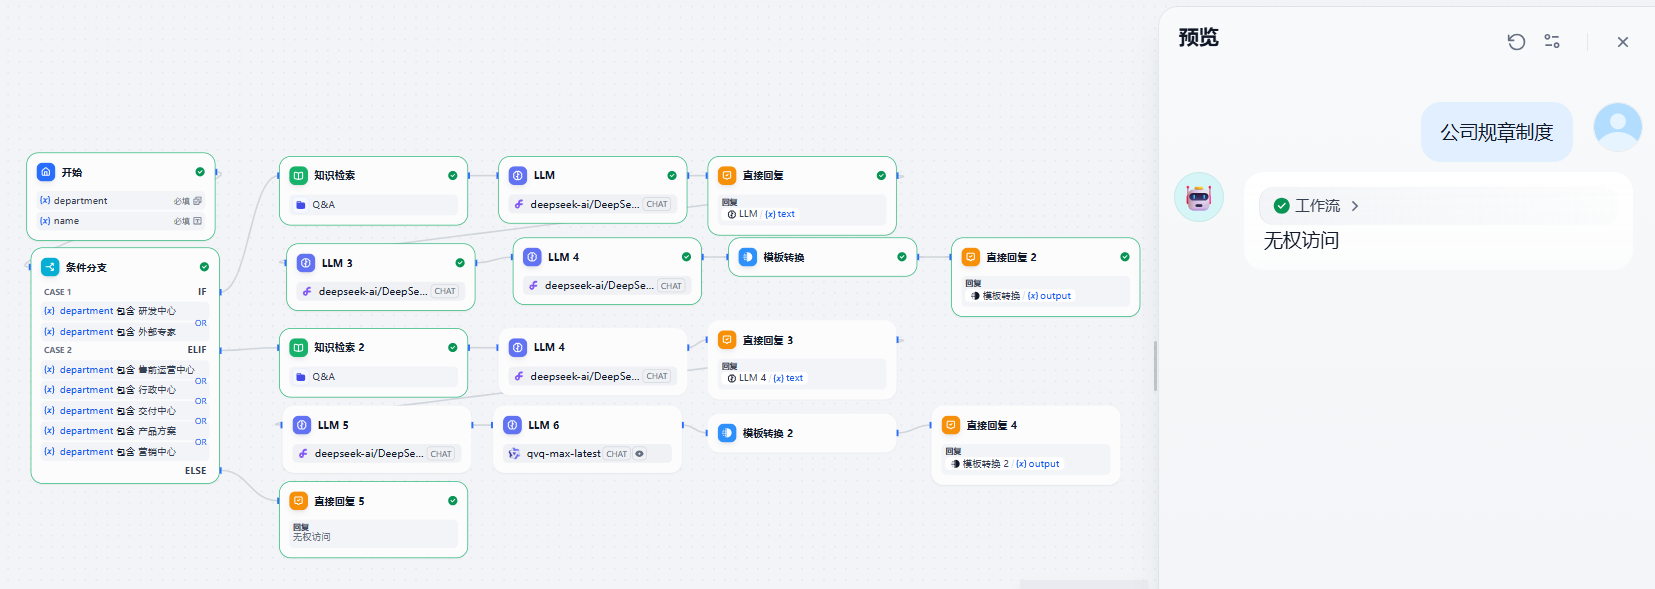 预览
公司规章制度
工作流
无权访问
开始
{x} department 必填
{x} name 必填
条件分支
CASE 1 IF
{x} department 包含 研发中心
OR
{x} department 包含 外部专家
CASE 2 ELIF
{x} department 包含 售前运营中心
OR
{x} department 包含 行政中心
OR
{x} department 包含 交付中心
OR
{x} department 包含 产品方案
OR
{x} department 包含 营销中心
ELSE
知识检索
Q&A
LLM
deepseek-ai/DeepSe... CHAT
直接回复
回复
LLM / {x} text
LLM 3
deepseek-ai/DeepSe... CHAT
LLM 4
deepseek-ai/DeepSe... CHAT
模板转换
直接回复 2
回复
模板转换 / {x} output
知识检索 2
Q&A
LLM 4
deepseek-ai/DeepSe... CHAT
直接回复 3
回复
LLM 4 / {x} text
LLM 5
deepseek-ai/DeepSe... CHAT
LLM 6
qvq-max-latest CHAT
模板转换 2
直接回复 4
回复
模板转换 2 / {x} output
直接回复 5
回复
无权访问